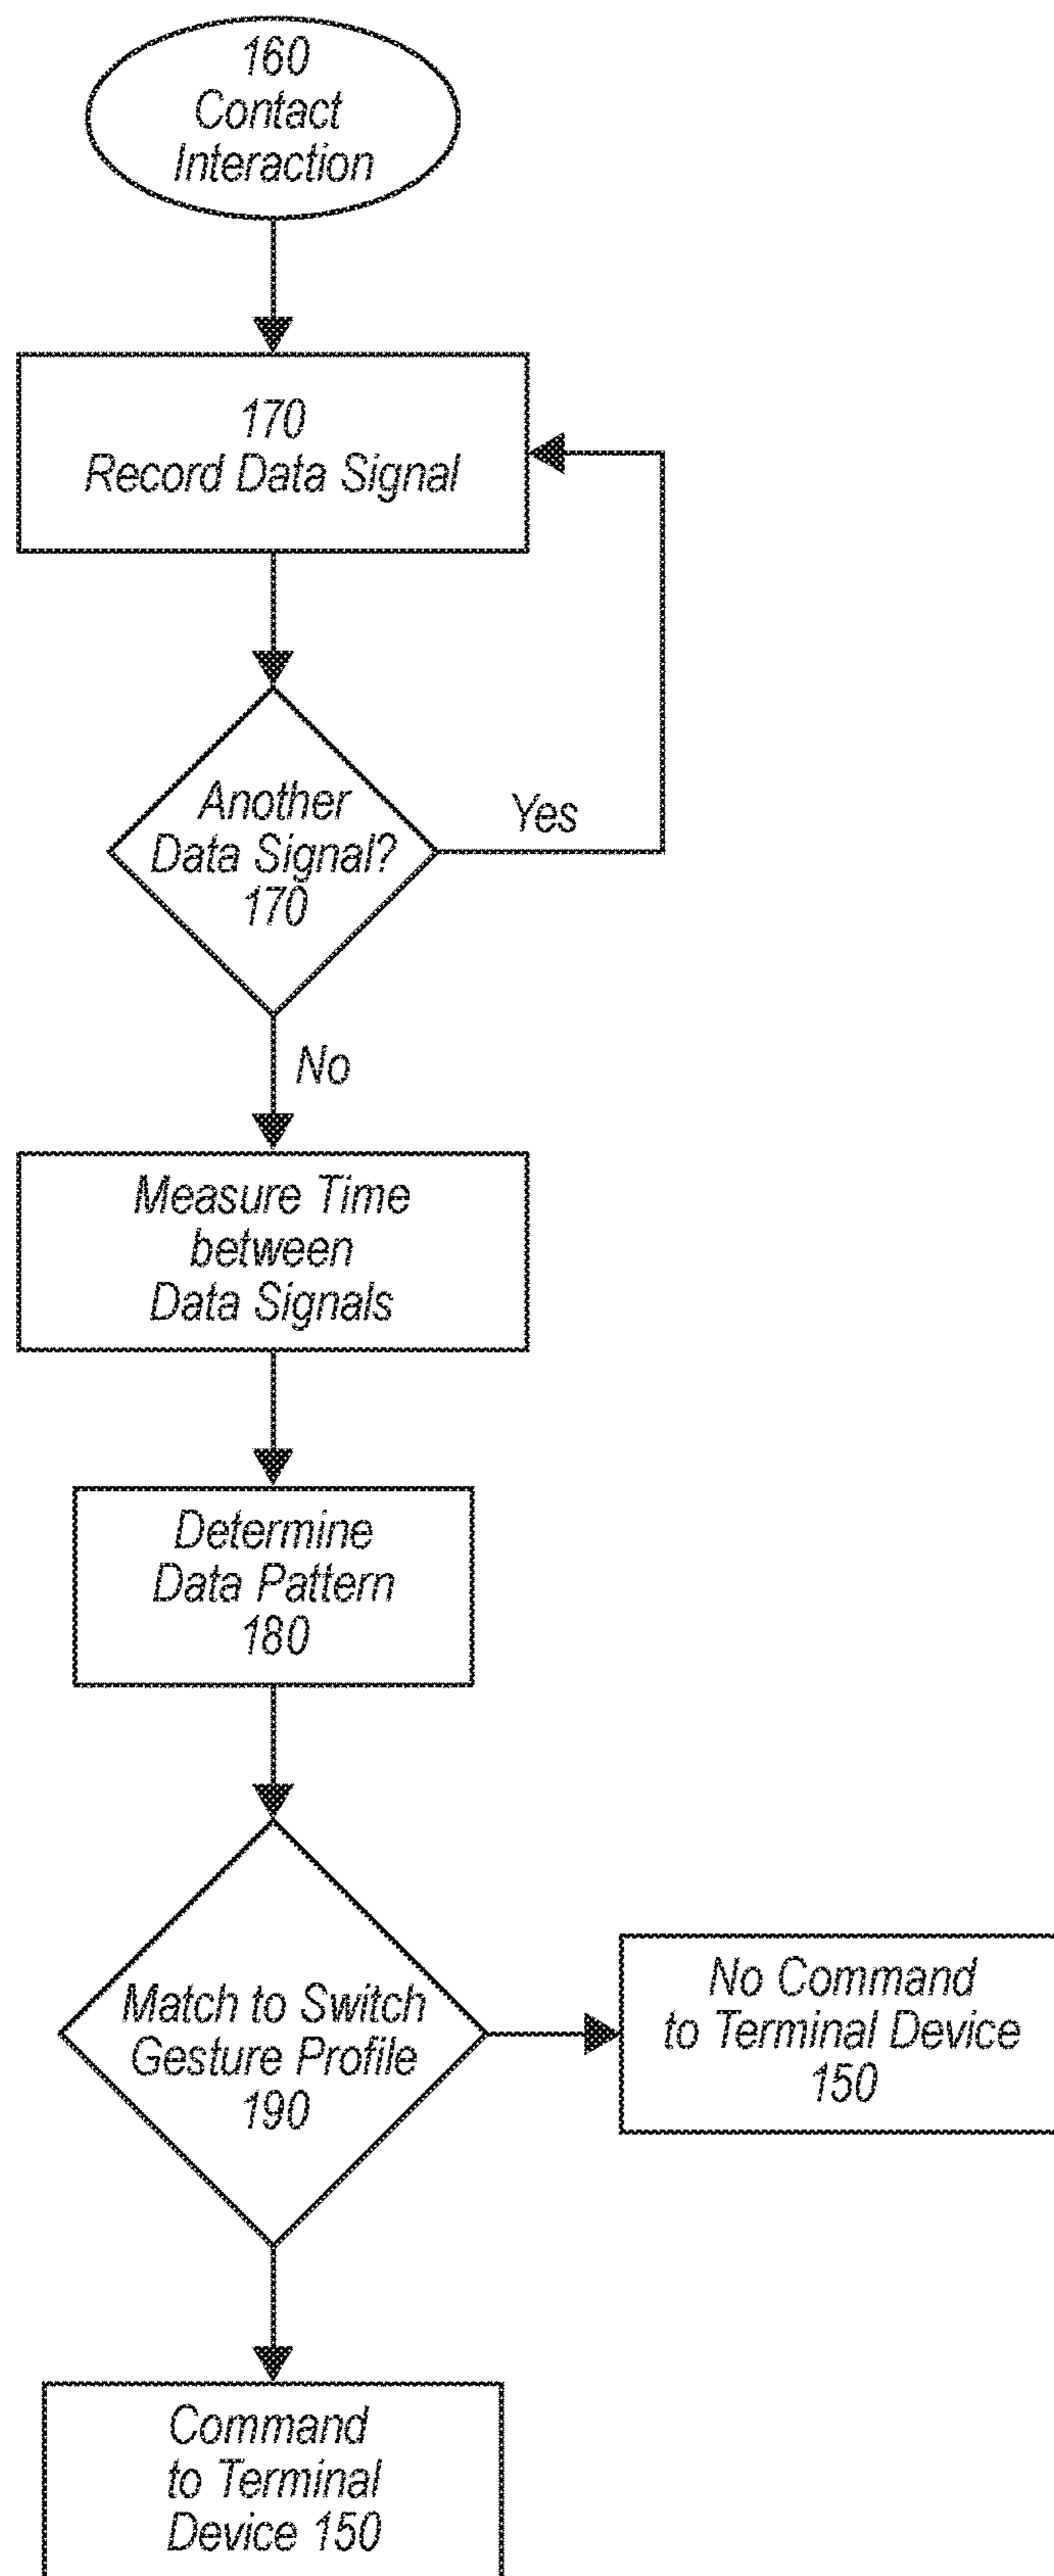 160
Contact
Interaction
170
Record Data Signal
Another
Data Signal?
170
Yes
No
Measure Time
between
Data Signals
Determine
Data Pattern
180
Match to Switch
Gesture Profile
190
No Command
to Terminal Device
150
Command
to Terminal
Device 150